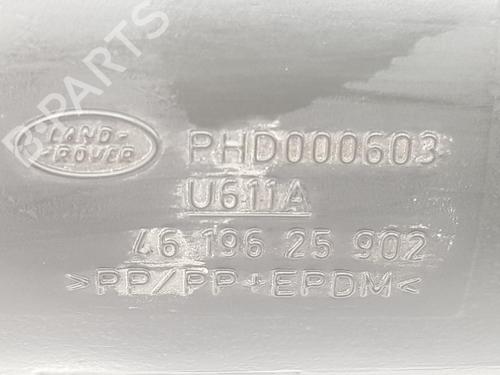 B-PARTS
LAND-
-ROVER
PHD000603
U611A
46 196 25 902
>PP/PP+EPDM<